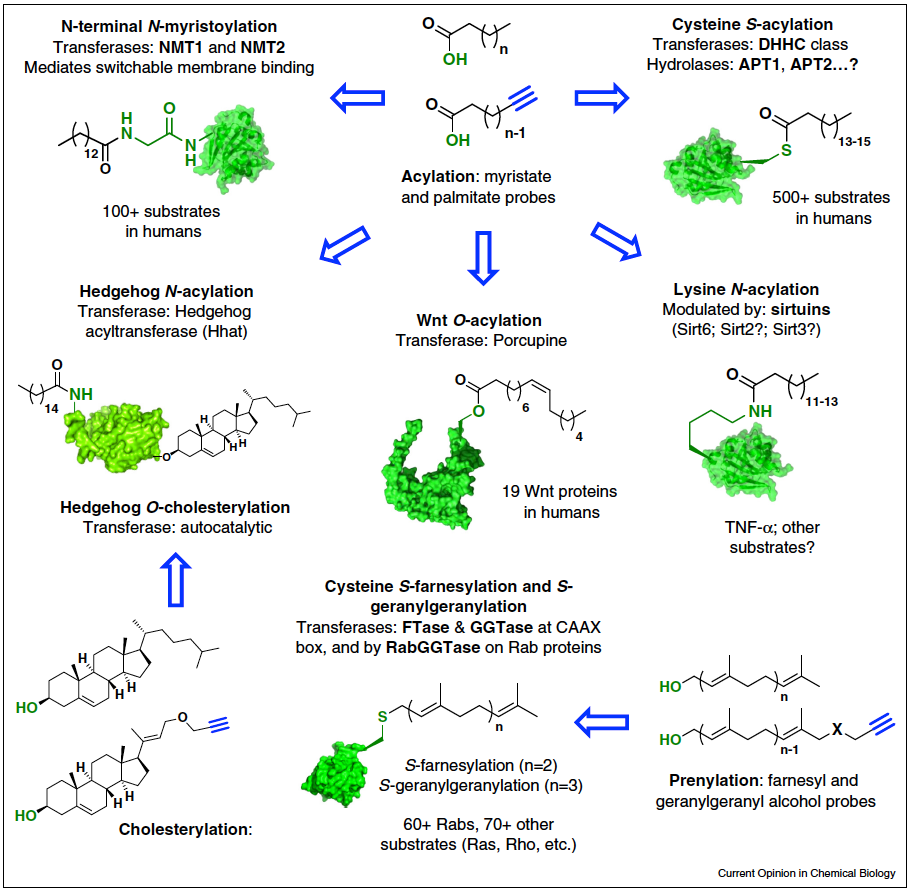 N-terminal N-myristoylation
Transferases: NMT1 and NMT2
Mediates switchable membrane binding
H
N
O
12
O
N
H
100+ substrates
in humans
O
OH
n
O
OH
n-1
Acylation: myristate
and palmitate probes
Cysteine S-acylation
Transferases: DHHC class
Hydrolases: APT1, APT2...?
O
S
13-15
500+ substrates
in humans
Hedgehog N-acylation
Transferase: Hedgehog
acyltransferase (Hhat)
O
NH
14
H
H
H
O
Hedgehog O-cholesterylation
Transferase: autocatalytic
Wnt O-acylation
Transferase: Porcupine
O
O
6
4
19 Wnt proteins
in humans
Lysine N-acylation
Modulated by: sirtuins
(Sirt6; Sirt2?; Sirt3?)
O
NH
11-13
TNF-α; other
substrates?
H
H
H
HO
O
H
H
H
HO
Cholesterylation:
Cysteine S-farnesylation and S-
geranylgeranylation
Transferases: FTase & GGTase at CAAX
box, and by RabGGTase on Rab proteins
S
n
S-farnesylation (n=2)
S-geranylgeranylation (n=3)
60+ Rabs, 70+ other
substrates (Ras, Rho, etc.)
HO
n
HO
n-1
X
Prenylation: farnesyl and
geranylgeranyl alcohol probes
Current Opinion in Chemical Biology